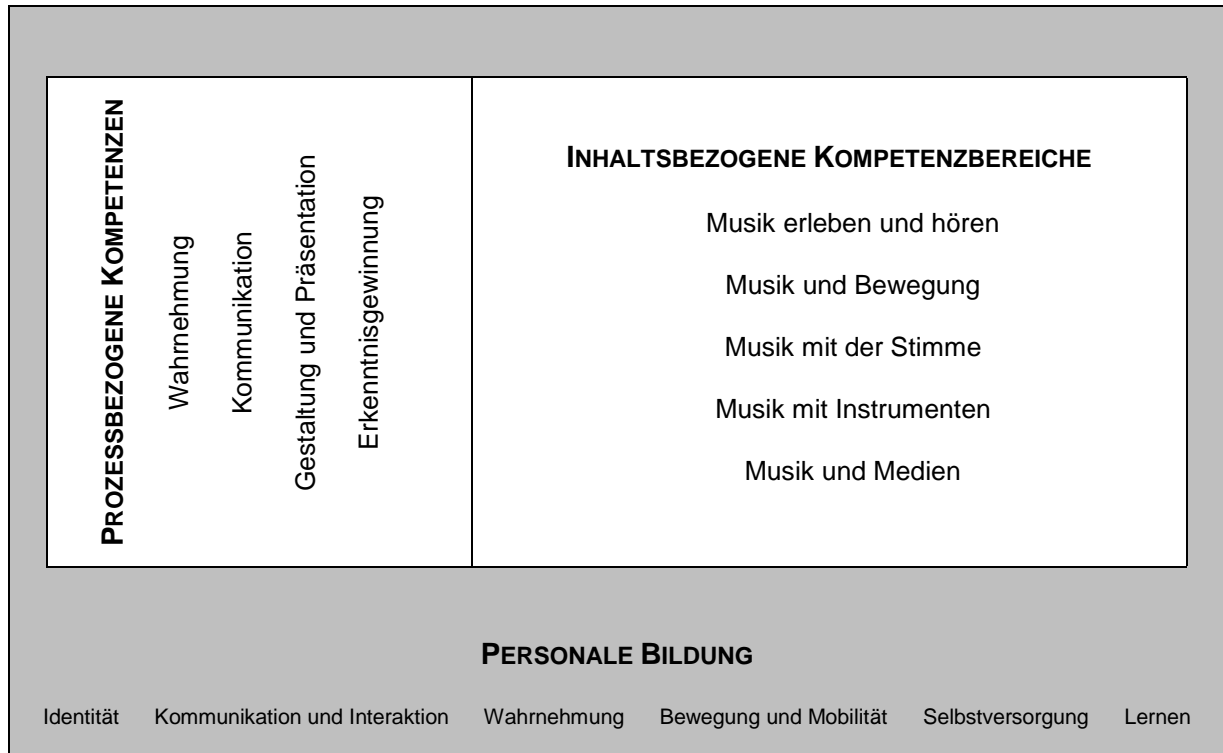 PROZESSBEZOGENE KOMPETENZEN
Wahrnehmung
Kommunikation
Gestaltung und Präsentation
Erkenntnisgewinnung
INHALTSBEZOGENE KOMPETENZBEREICHE
Musik erleben und hören
Musik und Bewegung
Musik mit der Stimme
Musik mit Instrumenten
Musik und Medien
PERSONALE BILDUNG
Identität Kommunikation und Interaktion Wahrnehmung Bewegung und Mobilität Selbstversorgung Lernen